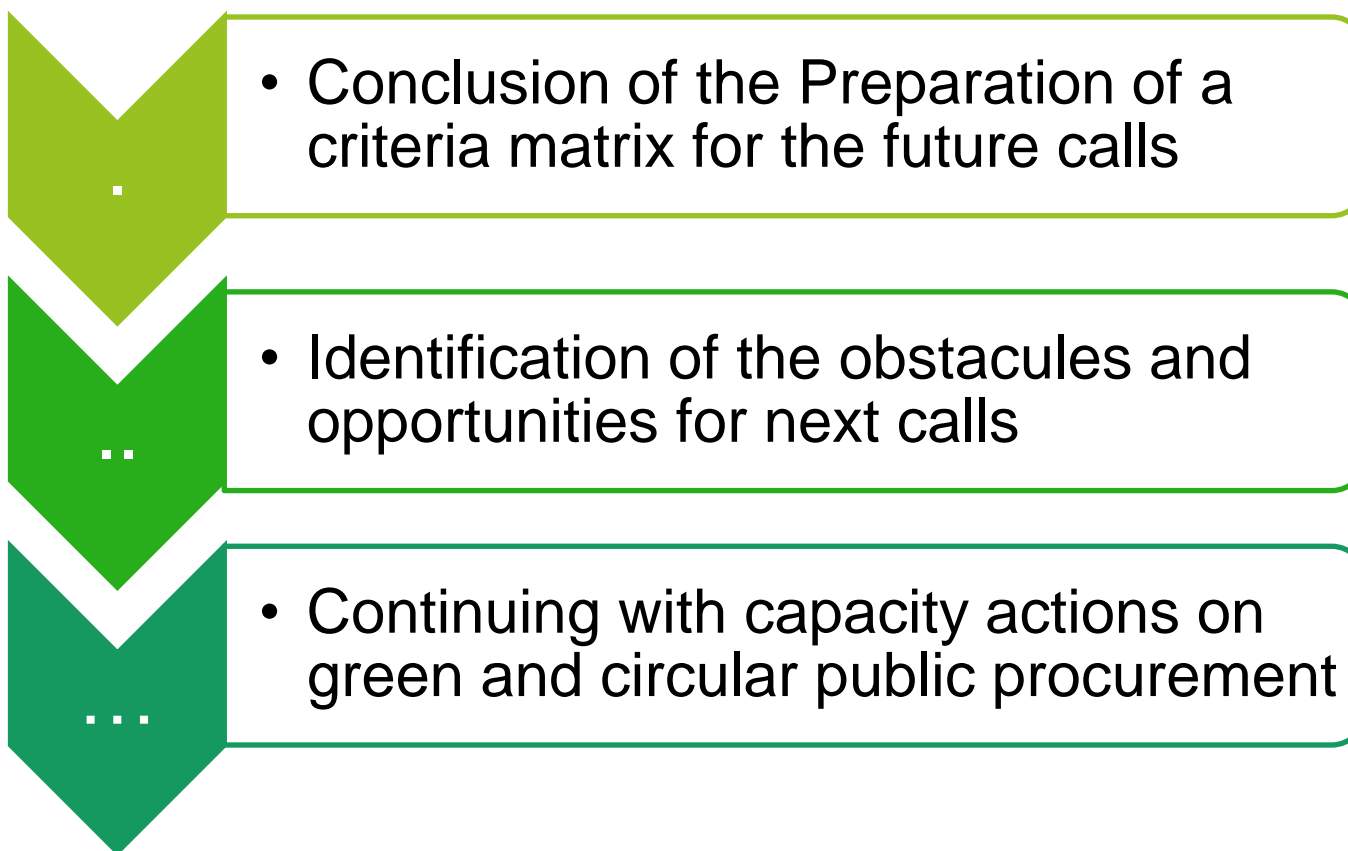 .
• Conclusion of the Preparation of a
criteria matrix for the future calls
..
• Identification of the obstacules and
opportunities for next calls
...
• Continuing with capacity actions on
green and circular public procurement